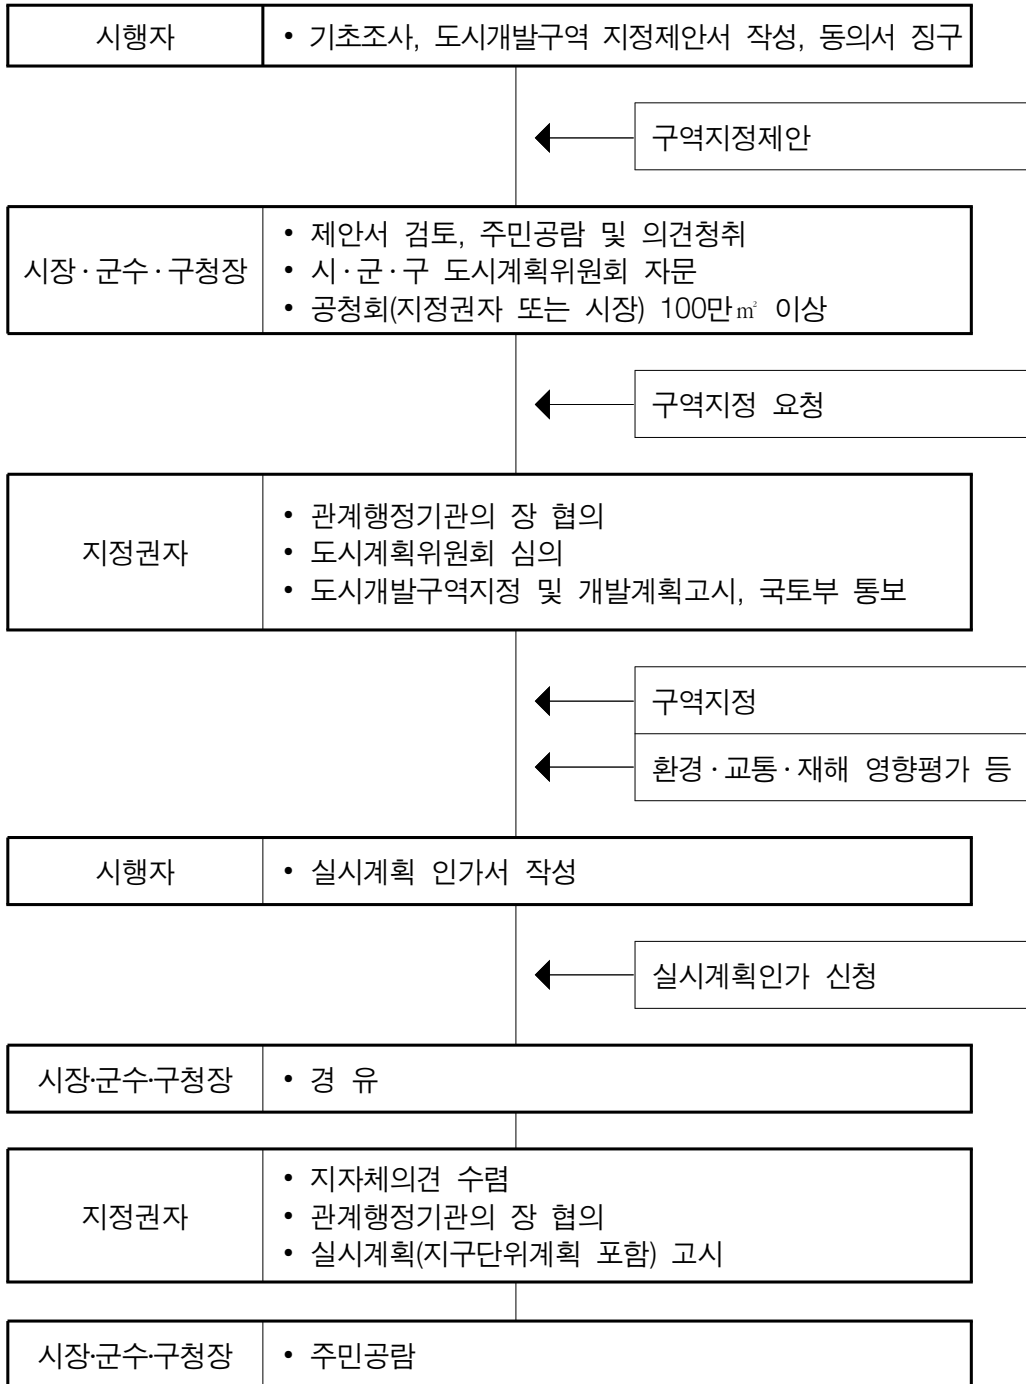 시행자
• 기초조사, 도시개발구역 지정제안서 작성, 동의서 징구
구역지정제안
시장·군수·구청장
• 제안서 검토, 주민공람 및 의견청취
• 시·군·구 도시계획위원회 자문
• 공청회(지정권자 또는 시장) 100만㎡ 이상
구역지정 요청
지정권자
• 관계행정기관의 장 협의
• 도시계획위원회 심의
• 도시개발구역지정 및 개발계획고시, 국토부 통보
구역지정
환경·교통·재해 영향평가 등
시행자
• 실시계획 인가서 작성
실시계획인가 신청
시장·군수·구청장
• 경 유
지정권자
• 지자체의견 수렴
• 관계행정기관의 장 협의
• 실시계획(지구단위계획 포함) 고시
시장·군수·구청장
• 주민공람